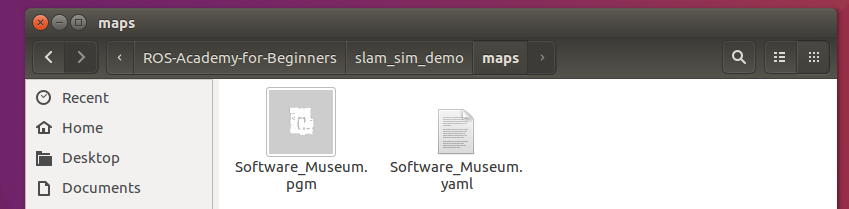 maps
ROS-Academy-for-Beginners slam_sim_demo maps
Recent
Home
Desktop
Documents
Software_Museum.
pgm
Software_Museum.
yaml